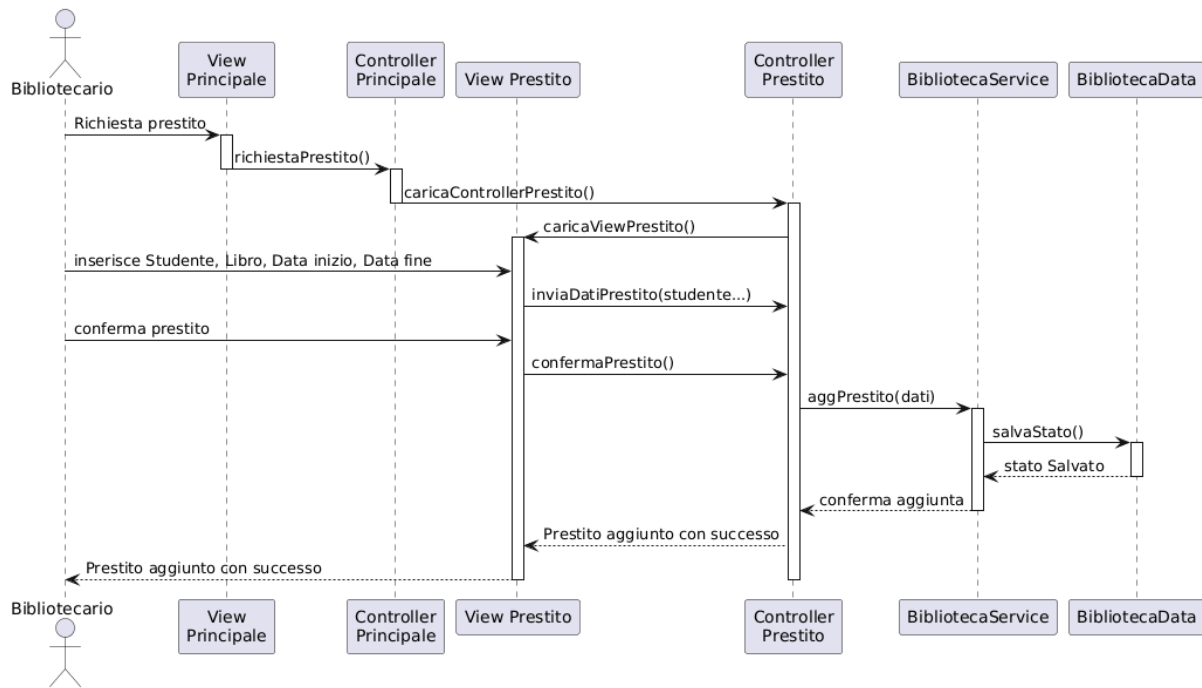 Bibliotecario
View
Principale
Controller
Principale
View Prestito
Controller
Prestito
BibliotecaService
BibliotecaData
Richiesta prestito
richiestaPrestito()
caricaControllerPrestito()
caricaViewPrestito()
inserisce Studente, Libro, Data inizio, Data fine
inviaDatiPrestito(studente...)
conferma prestito
confermaPrestito()
aggPrestito(dati)
salvaStato()
stato Salvato
conferma aggiunta
Prestito aggiunto con successo
Prestito aggiunto con successo
Bibliotecario
View
Principale
Controller
Principale
View Prestito
Controller
Prestito
BibliotecaService
BibliotecaData